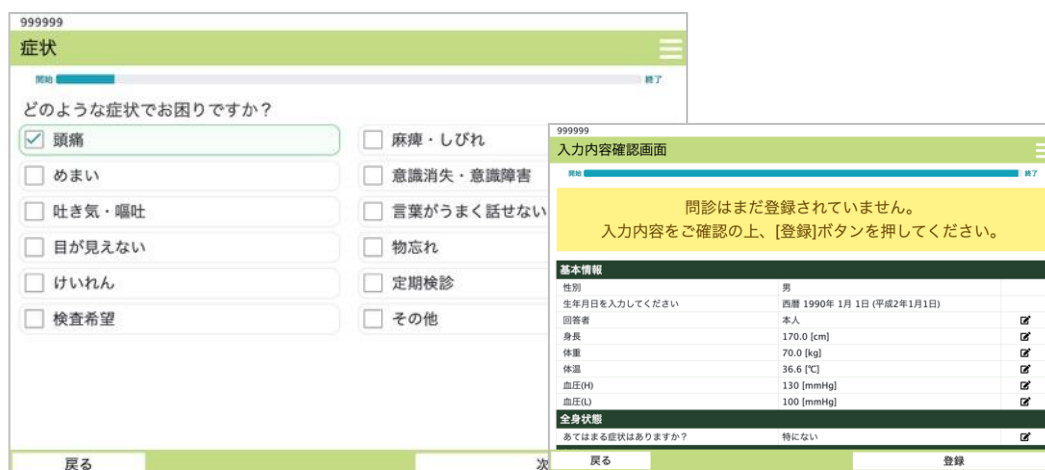 999999
症状
開始
終了
どのような症状でお困りですか？
頭痛
麻痺・しびれ
めまい
意識消失・意識障害
吐き気・嘔吐
言葉がうまく話せない
目が見えない
物忘れ
けいれん
定期検診
検査希望
その他
戻る
次
999999
入力内容確認画面
開始
終了
問診はまだ登録されていません。
入力内容をご確認の上、[登録]ボタンを押してください。
基本情報
性別 男
生年月日を入力してください 西暦 1990年 1月 1日 (平成2年1月1日)
回答者 本人
身長 170.0 [cm]
体重 70.0 [kg]
体温 36.6 [℃]
血圧(H) 130 [mmHg]
血圧(L) 100 [mmHg]
全身状態
あてはまる症状はありますか？ 特にない
戻る
登録